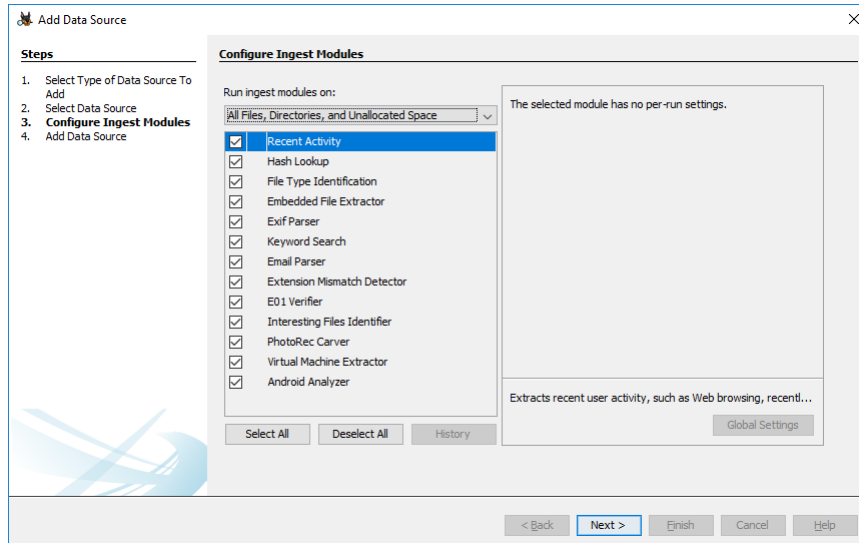 Add Data Source
Steps
1. Select Type of Data Source To
Add
2. Select Data Source
3. Configure Ingest Modules
4. Add Data Source
Configure Ingest Modules
Run ingest modules on:
All Files, Directories, and Unallocated Space
Recent Activity
Hash Lookup
File Type Identification
Embedded File Extractor
Exif Parser
Keyword Search
Email Parser
Extension Mismatch Detector
E01 Verifier
Interesting Files Identifier
PhotoRec Carver
Virtual Machine Extractor
Android Analyzer
Select All
Deselect All
History
The selected module has no per-run settings.
Extracts recent user activity, such as Web browsing, recentl...
Global Settings
< Back
Next >
Finish
Cancel
Help